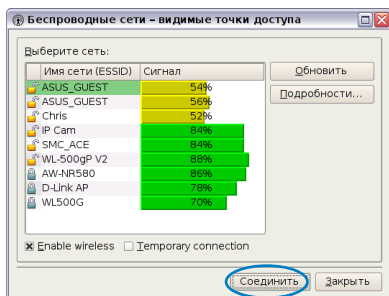 Беспроводные сети – видимые точки доступа
Выберите сеть:
Имя сети (ESSID) Сигнал
ASUS_GUEST 54%
ASUS_GUEST 56%
Chris 52%
IP Cam 84%
SMC_ACE 84%
WL-500gP V2 88%
AW-NR580 86%
D-Link AP 78%
WL500G 70%
Обновить
Подробности...
Enable wireless Temporary connection
Соединить Закрыть